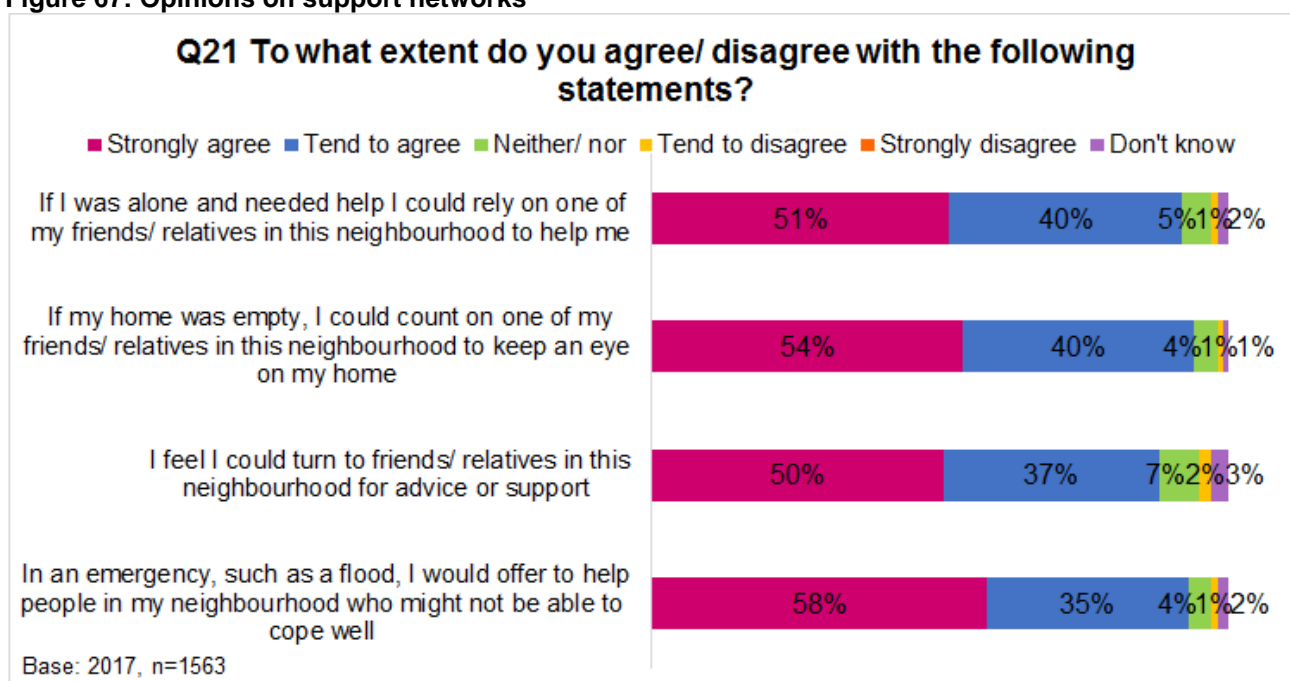 Figure 67: Opinions on support networks
Q21 To what extent do you agree/ disagree with the following
statements?
Strongly agree Tend to agree Neither/ nor Tend to disagree Strongly disagree Don't know
If I was alone and needed help I could rely on one of
my friends/ relatives in this neighbourhood to help me
51% 40% 5% 1% 2%
If my home was empty, I could count on one of my
friends/ relatives in this neighbourhood to keep an eye
on my home
54% 40% 4% 1% 1%
I feel I could turn to friends/ relatives in this
neighbourhood for advice or support
50% 37% 7% 2% 3%
In an emergency, such as a flood, I would offer to help
people in my neighbourhood who might not be able to
cope well
58% 35% 4% 1% 2%
Base: 2017, n=1563